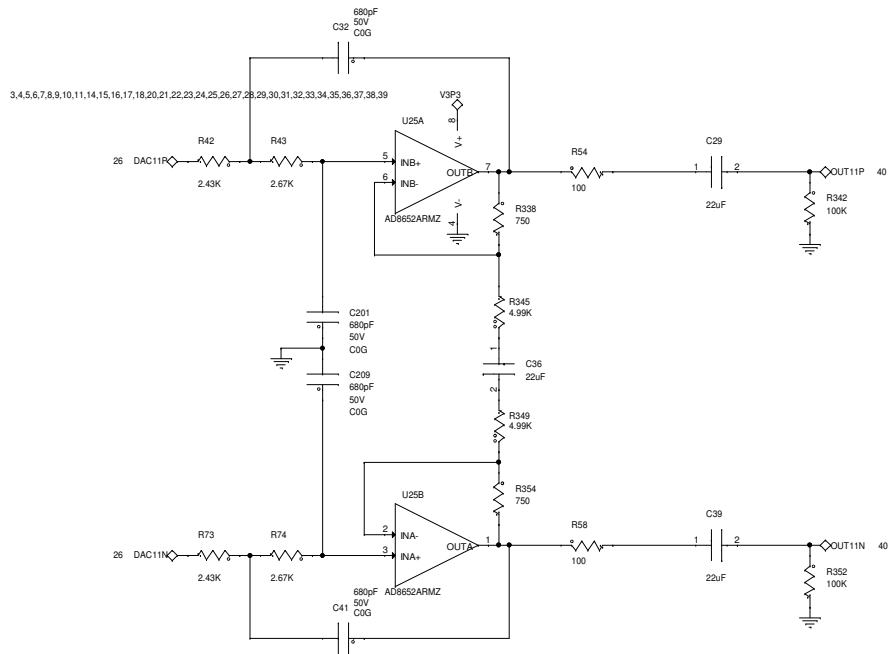 680pF
50V
C0G
C32
3,4,5,6,7,8,9,10,11,14,15,16,17,18,20,21,22,23,24,25,26,27,28,29,30,31,32,33,34,35,36,37,38,39
V3P3
8
V+
U25A
R42
R43
R54
C29
26 DAC11P
5
INB+
7
OUTB
1
2
OUT11P 40
6
INB-
2.43K
2.67K
100
22uF
R342
100K
R338
750
V-
4
AD8652ARMZ
R345
4.99K
C201
680pF
50V
C0G
1
C36
22uF
2
C209
680pF
50V
C0G
R349
4.99K
R354
750
U25B
R73
R74
R58
C39
2
INA-
1
OUTA
1
2
OUT11N 40
26 DAC11N
3
INA+
2.43K
2.67K
100
22uF
R352
100K
AD8652ARMZ
680pF
50V
C0G
C41